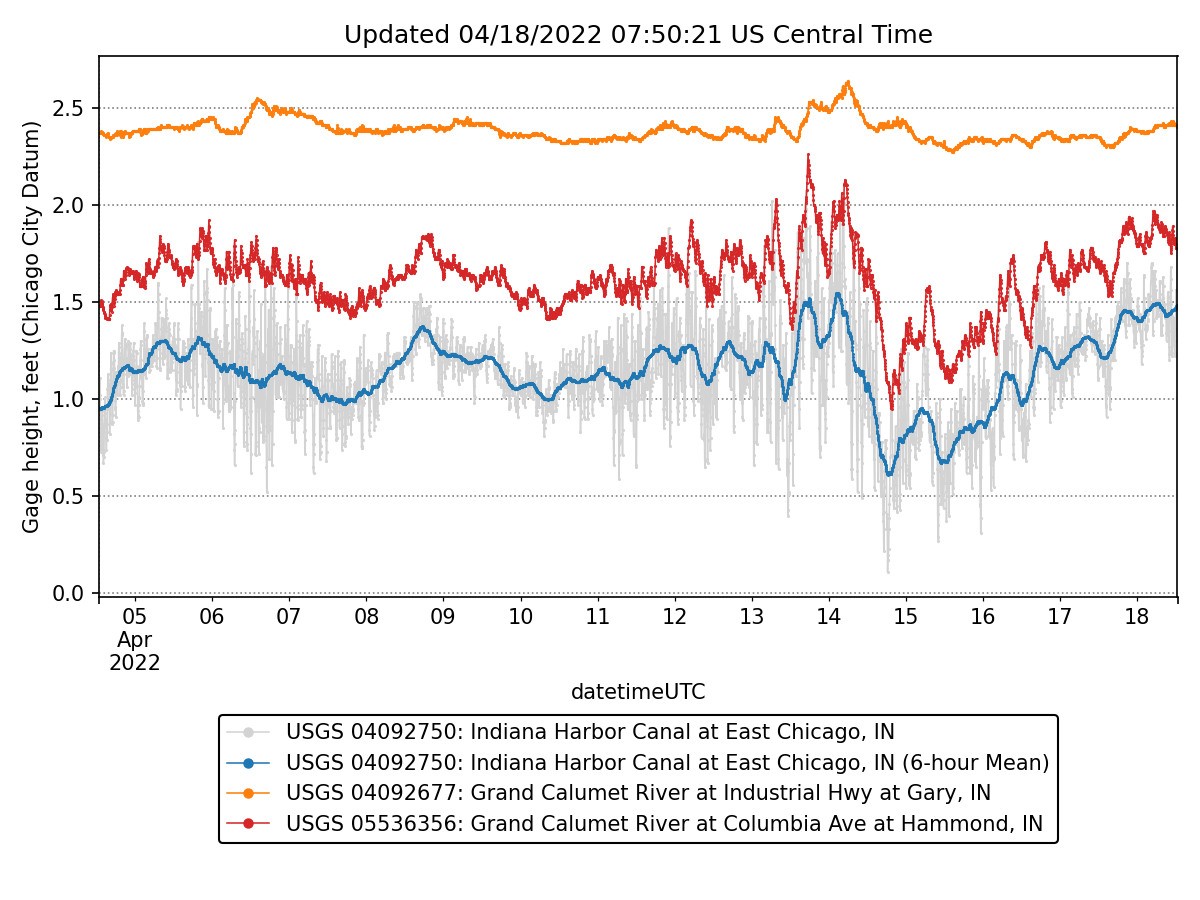 Updated 04/18/2022 07:50:21 US Central Time
Gage height, feet (Chicago City Datum)
2.5
2.0
1.5
1.0
0.5
0.0
05 06 07 08 09 10 11 12 13 14 15 16 17 18
Apr
2022
datetimeUTC
USGS 04092750: Indiana Harbor Canal at East Chicago, IN
USGS 04092750: Indiana Harbor Canal at East Chicago, IN (6-hour Mean)
USGS 04092677: Grand Calumet River at Industrial Hwy at Gary, IN
USGS 05536356: Grand Calumet River at Columbia Ave at Hammond, IN